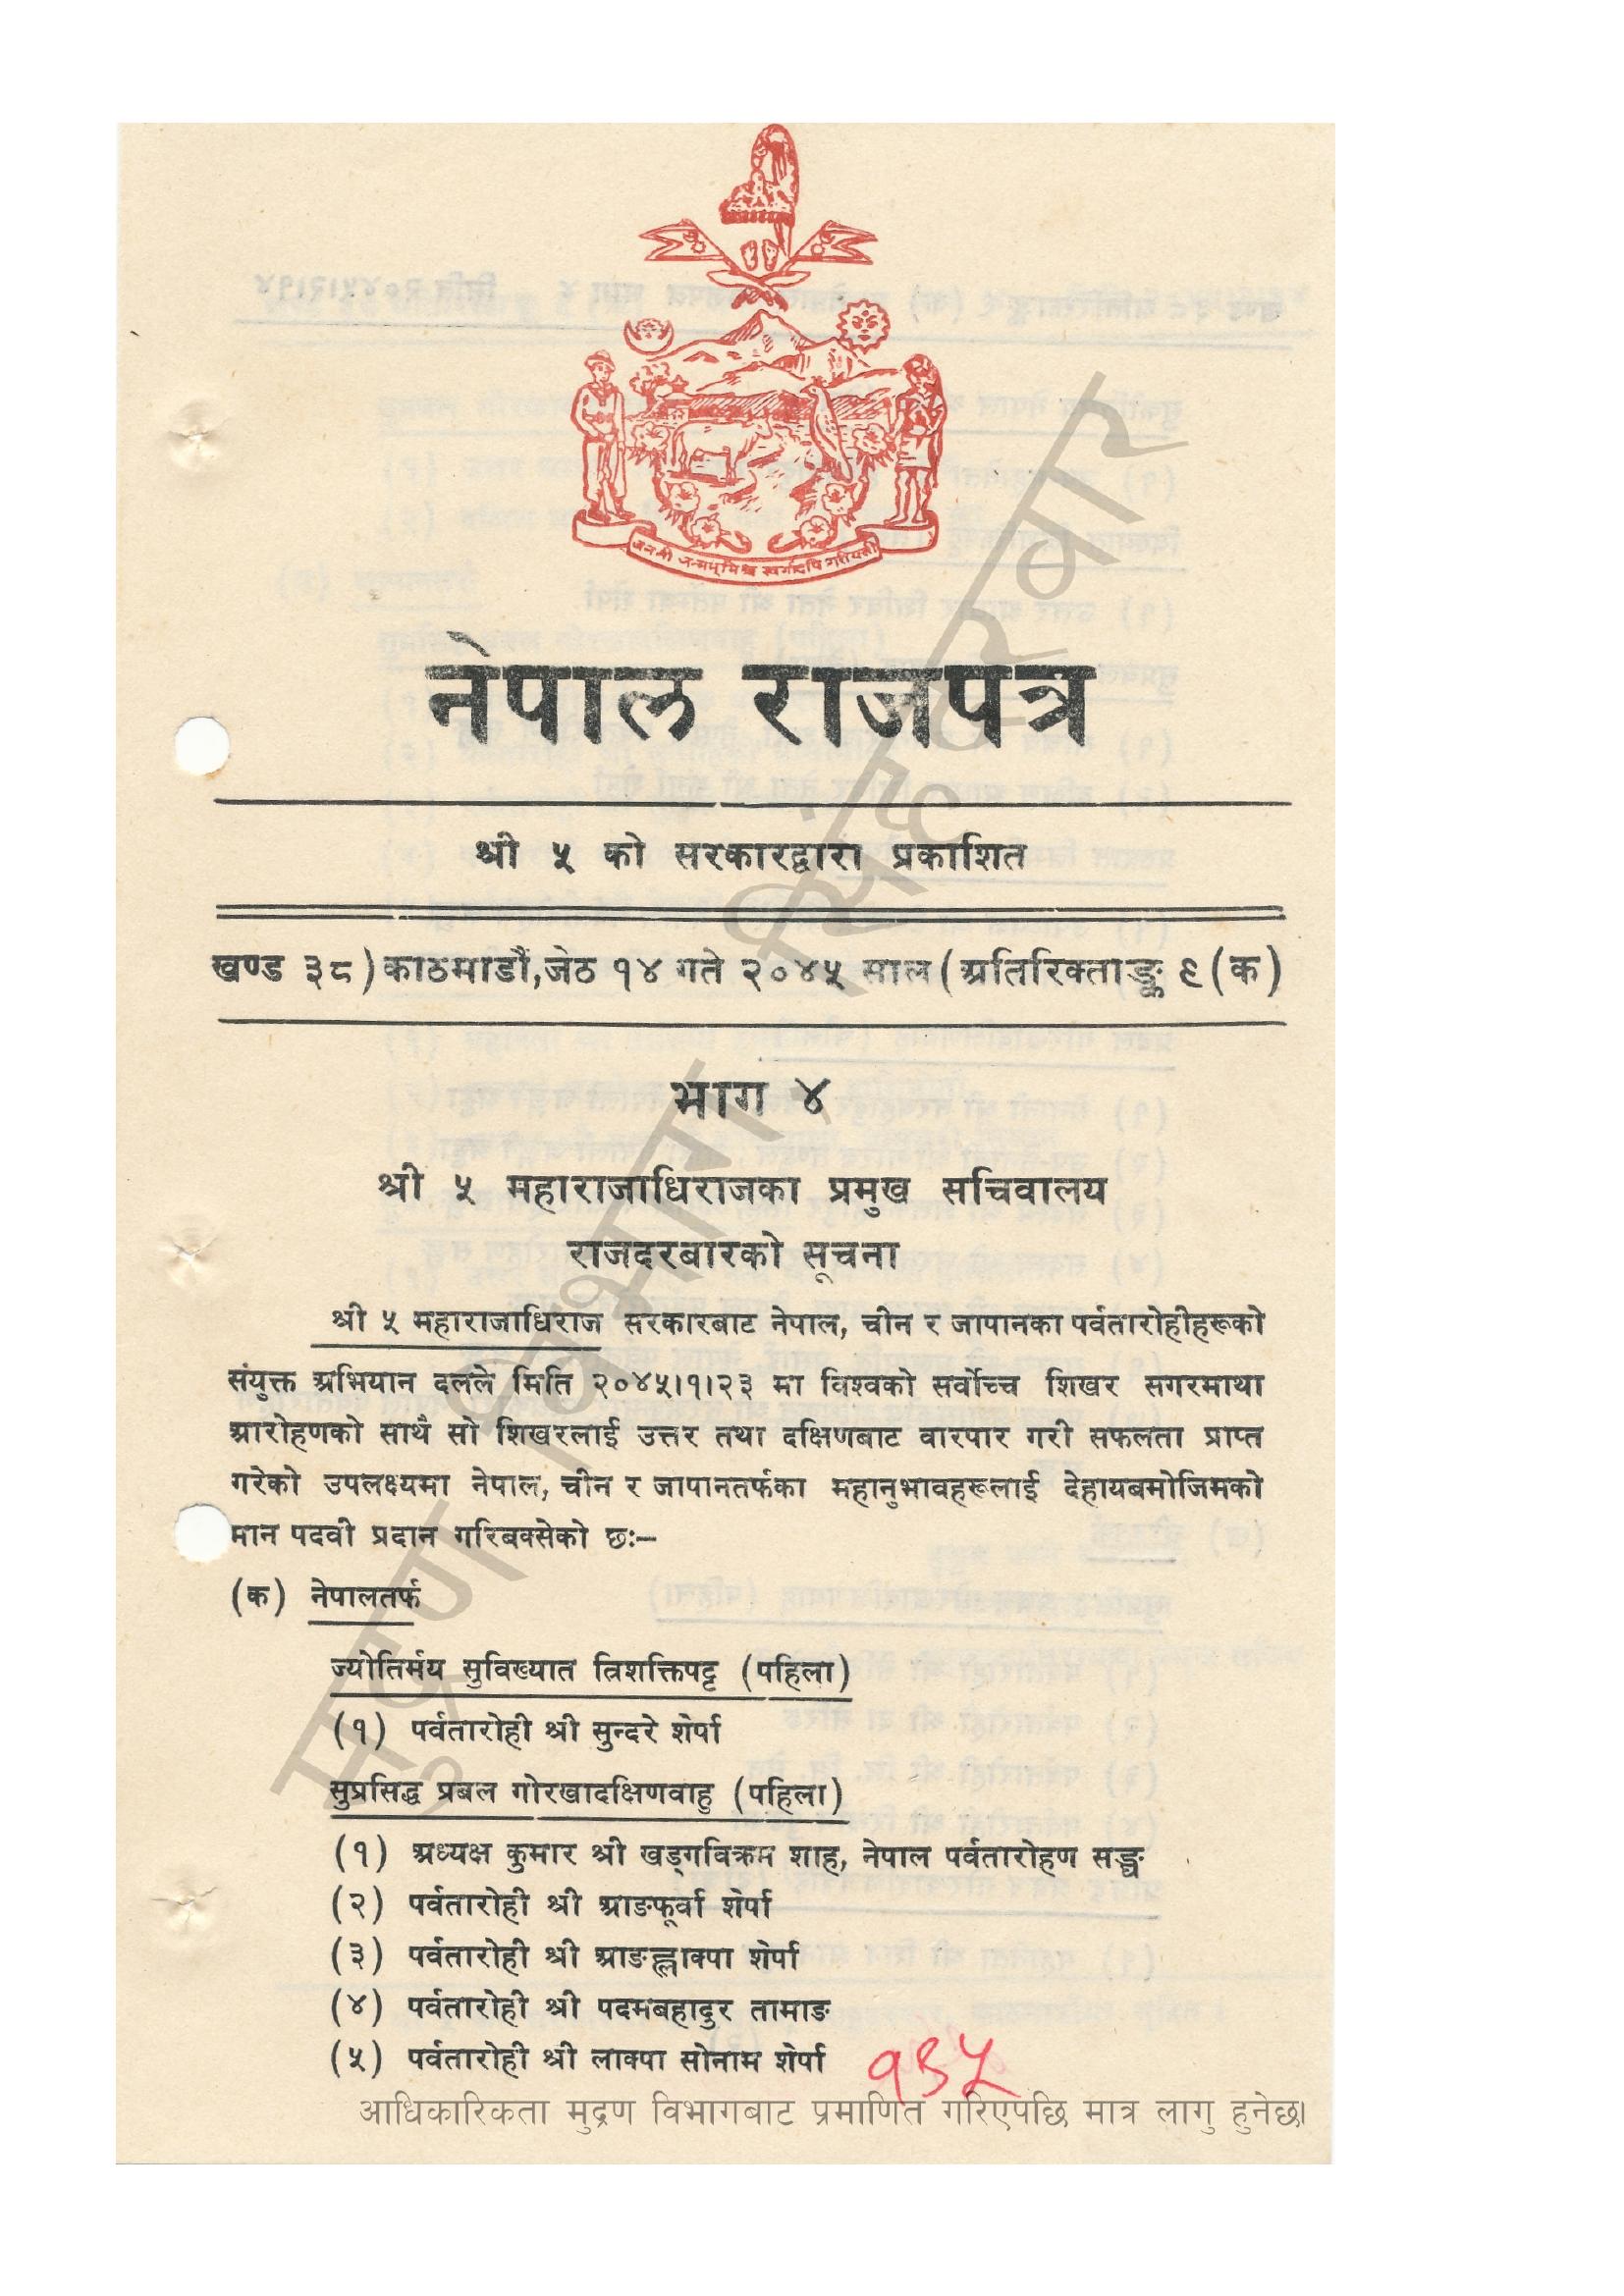 जननी जन्मभूमिश्च स्वर्गादपि गरीयसी
नेपाल राजपत्र
श्री ५ को सरकारद्वारा प्रकाशित
खण्ड ३८) काठमाडौं, जेठ १४ गते २०४५ साल (अतिरिक्ताङ्क ९ (क)
भाग ४
श्री ५ महाराजाधिराजका प्रमुख सचिवालय
राजदरबारको सूचना
श्री ५ महाराजाधिराज सरकारबाट नेपाल, चीन र जापानका पर्वतारोहीहरूको
संयुक्त अभियान दलले मिति २०४५।१।२३ मा विश्वको सर्वोच्च शिखर सगरमाथा
आरोहणको साथै सो शिखरलाई उत्तर तथा दक्षिणबाट वारपार गरी सफलता प्राप्त
गरेको उपलक्ष्यमा नेपाल, चीन र जापानतर्फका महानुभावहरूलाई देहायबमोजिमको
मान पदवी प्रदान गरिबक्सेको छः–
(क) नेपालतर्फ
ज्योतिर्मय सुविख्यात त्रिशक्तिपट्ट (पहिला)
(१) पर्वतारोही श्री सुन्दरे शेर्पा
सुप्रसिद्ध प्रबल गोरखादक्षिणवाहु (पहिला)
(१) अध्यक्ष कुमार श्री खड्गविक्रम शाह, नेपाल पर्वतारोहण सङ्घ
(२) पर्वतारोही श्री आङफूर्वा शेर्पा
(३) पर्वतारोही श्री आङल्हाक्पा शेर्पा
(४) पर्वतारोही श्री पदमबहादुर तामाङ
(५) पर्वतारोही श्री लाक्पा सोनाम शेर्पा
१३५
आधिकारिकता मुद्रण विभागबाट प्रमाणित गरिएपछि मात्र लागु हुनेछ।
मुद्रण विभाग, सिंहदरवार